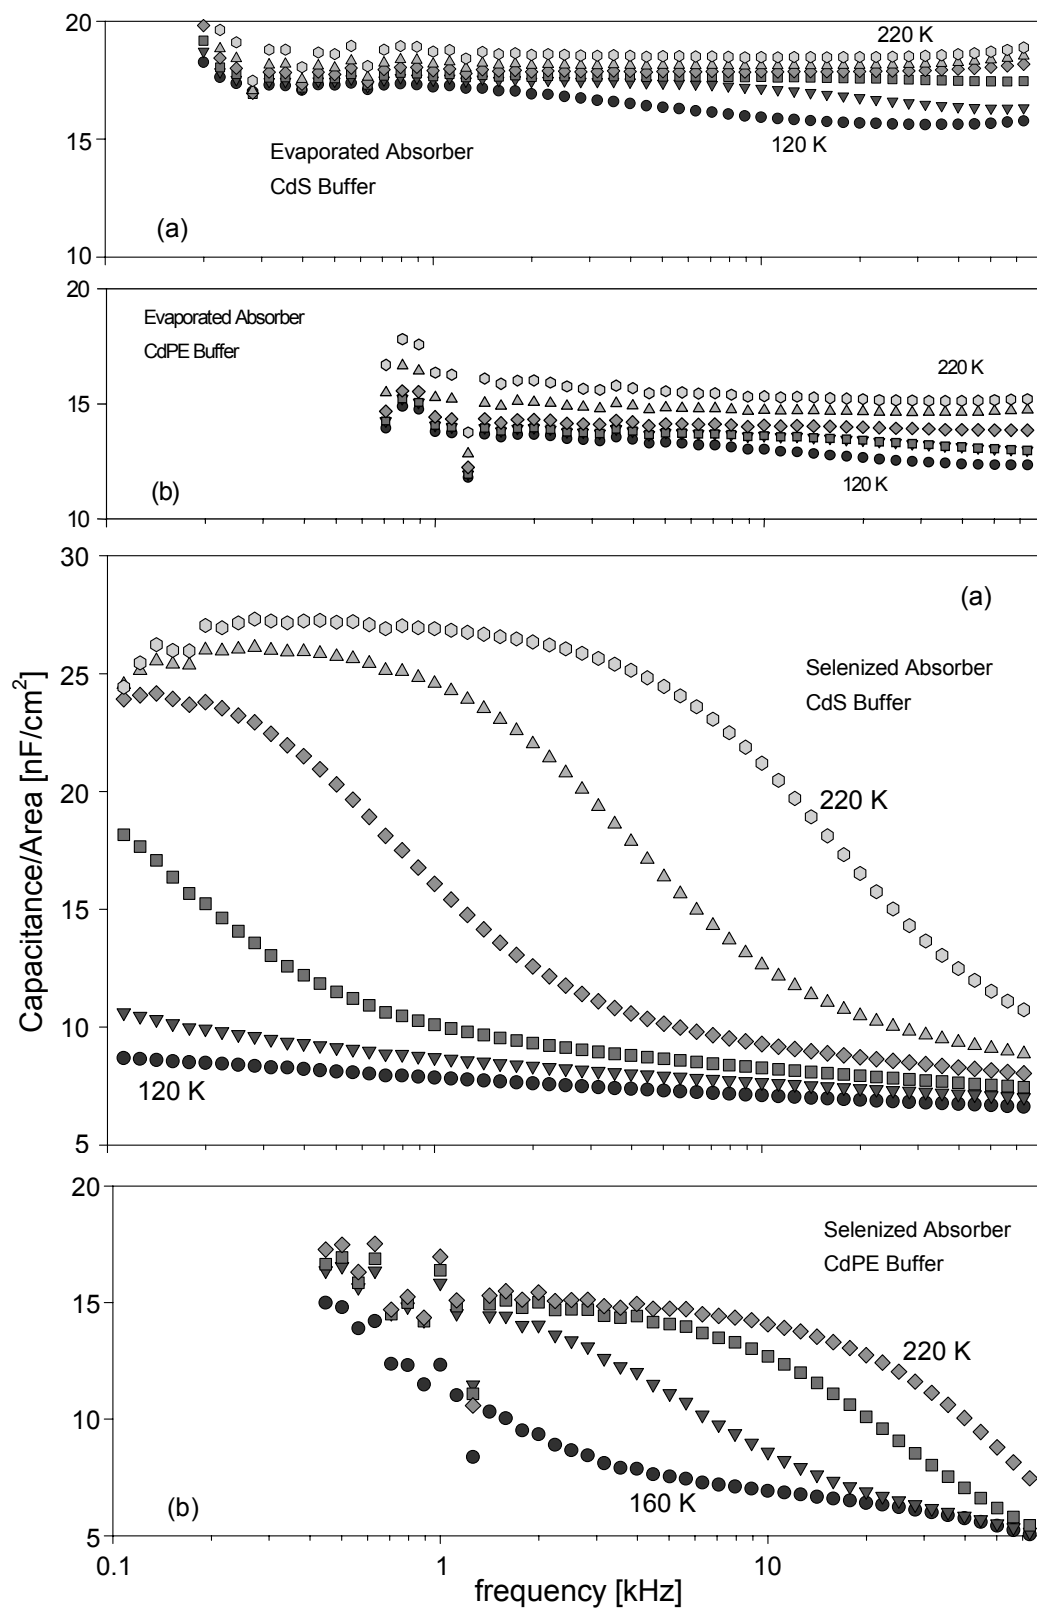 20
220 K
15
120 K
Evaporated Absorber
CdS Buffer
(a)
10
20
Evaporated Absorber
CdPE Buffer
220 K
15
120 K
(b)
10
30
(a)
Selenized Absorber
CdS Buffer
25
220 K
20
15
10
120 K
5
Capacitance/Area [nF/cm²]
20
Selenized Absorber
CdPE Buffer
15
220 K
10
160 K
(b)
5
0.1 1 10
frequency [kHz]